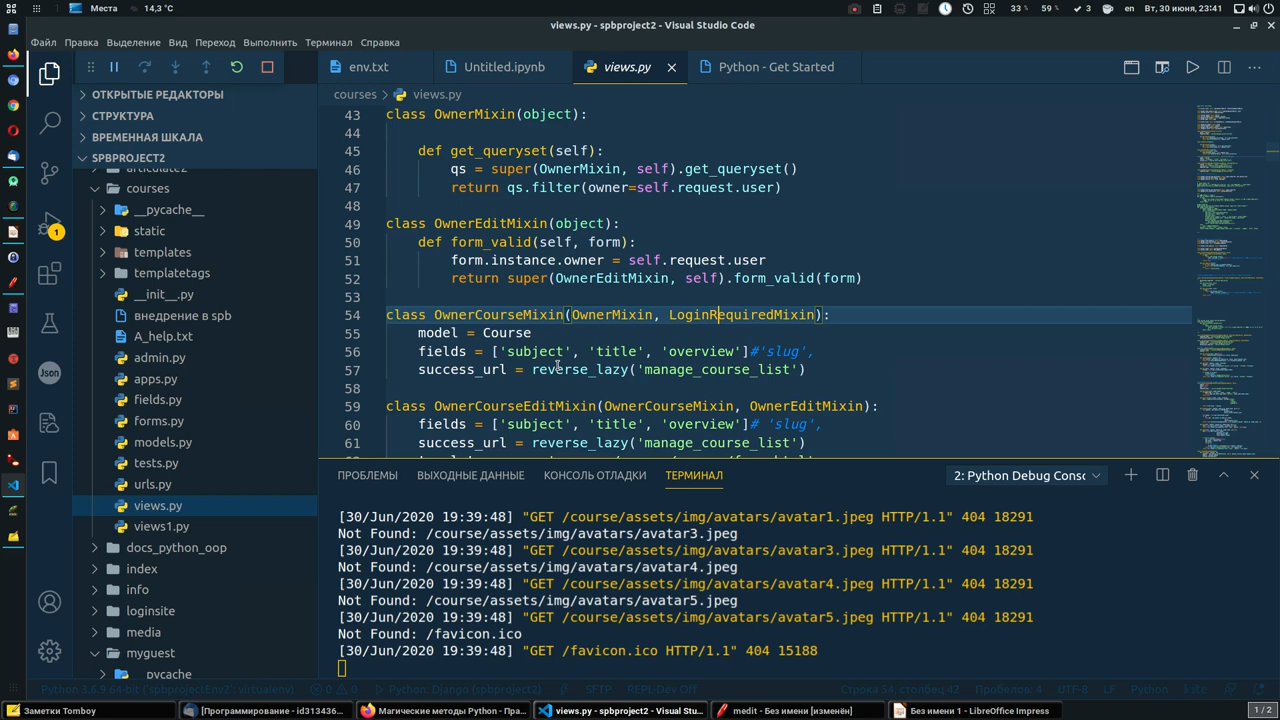 Места 14,3 °C 33 % 59 % 3 en Вт, 30 июня, 23:41
views.py - spbproject2 - Visual Studio Code
Файл Правка Выделение Вид Переход Выполнить Терминал Справка
env.txt Untitled.ipynb views.py Python - Get Started
ОТКРЫТЫЕ РЕДАКТОРЫ
СТРУКТУРА
ВРЕМЕННАЯ ШКАЛА
SPBPROJECT2
articulate2
courses
__pycache__
static
templates
templatetags
__init__.py
внедрение в spb
A_help.txt
admin.py
apps.py
fields.py
forms.py
models.py
tests.py
urls.py
views.py
views1.py
docs_python_oop
index
info
loginsite
media
myguest
__pycache__
1
Json
courses > views.py
43 class OwnerMixin(object):
44
45 def get_queryset(self):
46 qs = super(OwnerMixin, self).get_queryset()
47 return qs.filter(owner=self.request.user)
48
49 class OwnerEditMixin(object):
50 def form_valid(self, form):
51 form.instance.owner = self.request.user
52 return super(OwnerEditMixin, self).form_valid(form)
53
54 class OwnerCourseMixin(OwnerMixin, LoginRequiredMixin):
55 model = Course
56 fields = ['subject', 'title', 'overview']#'slug',
57 success_url = reverse_lazy('manage_course_list')
58
59 class OwnerCourseEditMixin(OwnerCourseMixin, OwnerEditMixin):
60 fields = ['subject', 'title', 'overview']#'slug',
61 success_url = reverse_lazy('manage_course_list')
ПРОБЛЕМЫ ВЫХОДНЫЕ ДАННЫЕ КОНСОЛЬ ОТЛАДКИ ТЕРМИНАЛ 2: Python Debug Consc
[30/Jun/2020 19:39:48] "GET /course/assets/img/avatars/avatar1.jpeg HTTP/1.1" 404 18291
Not Found: /course/assets/img/avatars/avatar3.jpeg
[30/Jun/2020 19:39:48] "GET /course/assets/img/avatars/avatar3.jpeg HTTP/1.1" 404 18291
Not Found: /course/assets/img/avatars/avatar4.jpeg
[30/Jun/2020 19:39:48] "GET /course/assets/img/avatars/avatar4.jpeg HTTP/1.1" 404 18291
Not Found: /course/assets/img/avatars/avatar5.jpeg
[30/Jun/2020 19:39:48] "GET /course/assets/img/avatars/avatar5.jpeg HTTP/1.1" 404 18291
Not Found: /favicon.ico
[30/Jun/2020 19:39:48] "GET /favicon.ico HTTP/1.1" 404 15188
Python 3.6.9 64-bit ('spbprojectEnv2': virtualenv) 0 0 Python: Django (spbproject2) SFTP REPL-Dev Off Строка 54, столбец 42 Пробелов: 4 UTF-8 LF Python kite
Заметки Tomboy [Программирование - id313436... Магические методы Python - Пра... views.py - spbproject2 - Visual Stu... medit - Без имени [изменён] Без имени 1 - LibreOffice Impress 1 / 2